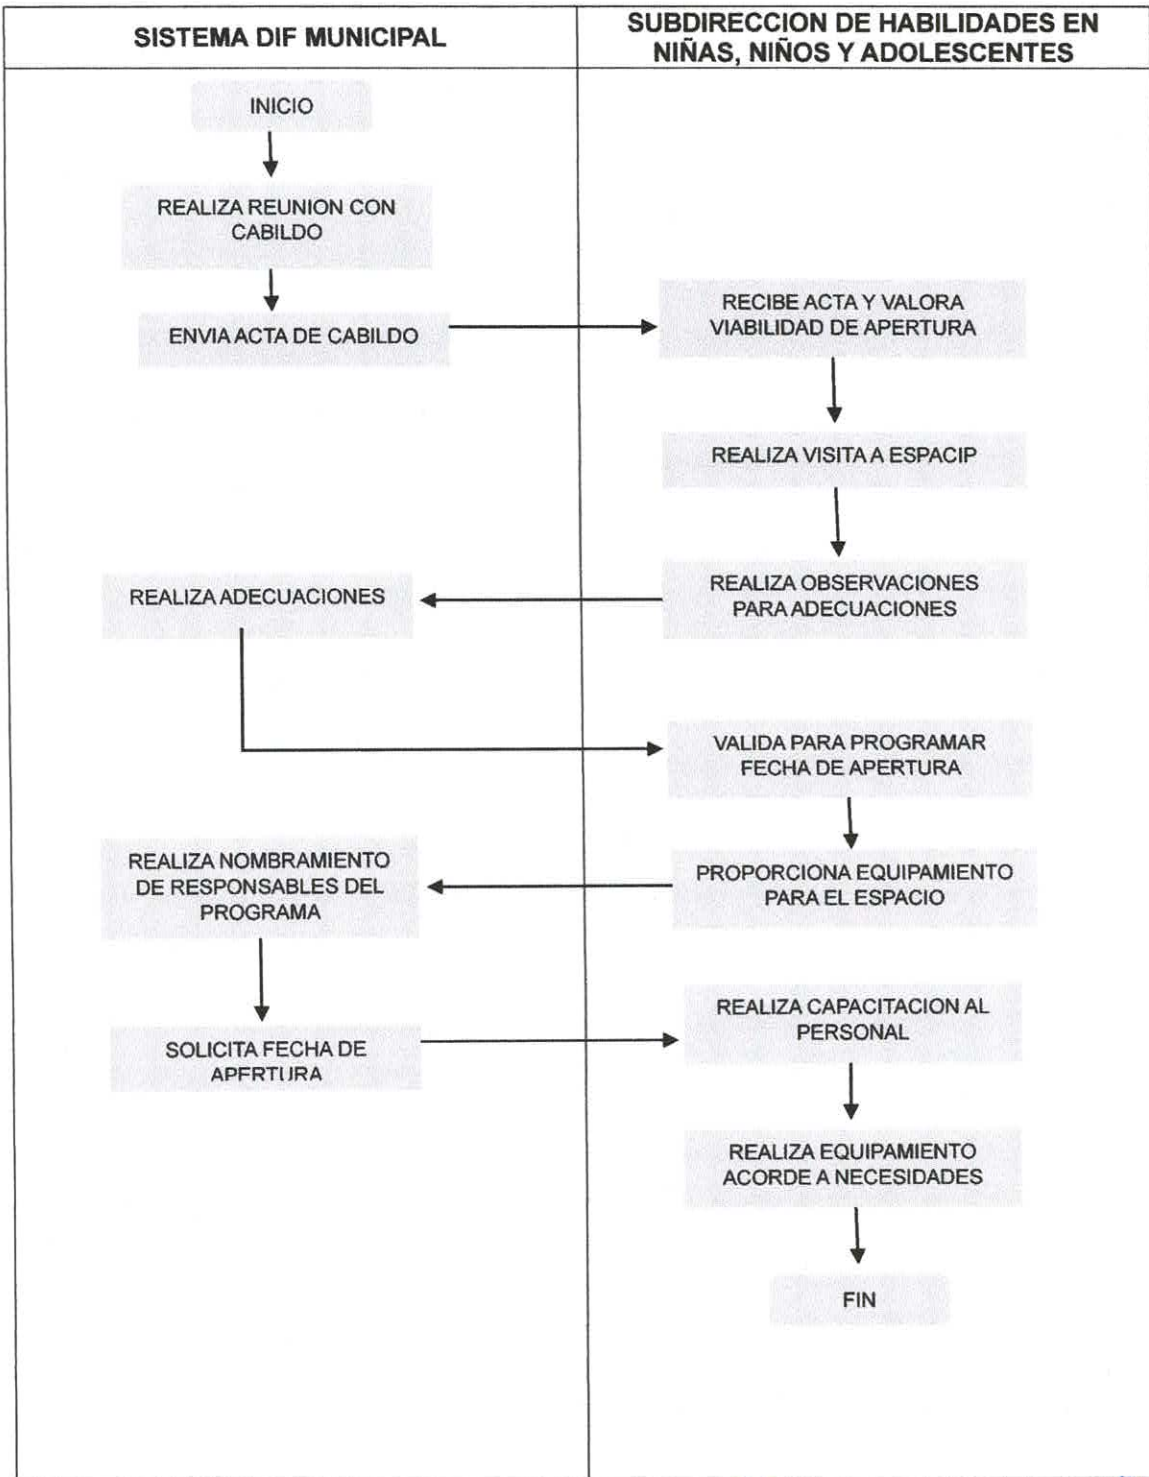 SISTEMA DIF MUNICIPAL
SUBDIRECCION DE HABILIDADES EN
NIÑAS, NIÑOS Y ADOLESCENTES
INICIO
REALIZA REUNION CON
CABILDO
ENVIA ACTA DE CABILDO
RECIBE ACTA Y VALORA
VIABILIDAD DE APERTURA
REALIZA VISITA A ESPACIP
REALIZA OBSERVACIONES
PARA ADECUACIONES
REALIZA ADECUACIONES
VALIDA PARA PROGRAMAR
FECHA DE APERTURA
PROPORCIONA EQUIPAMIENTO
PARA EL ESPACIO
REALIZA NOMBRAMIENTO
DE RESPONSABLES DEL
PROGRAMA
SOLICITA FECHA DE
APERTURA
REALIZA CAPACITACION AL
PERSONAL
REALIZA EQUIPAMIENTO
ACORDE A NECESIDADES
FIN